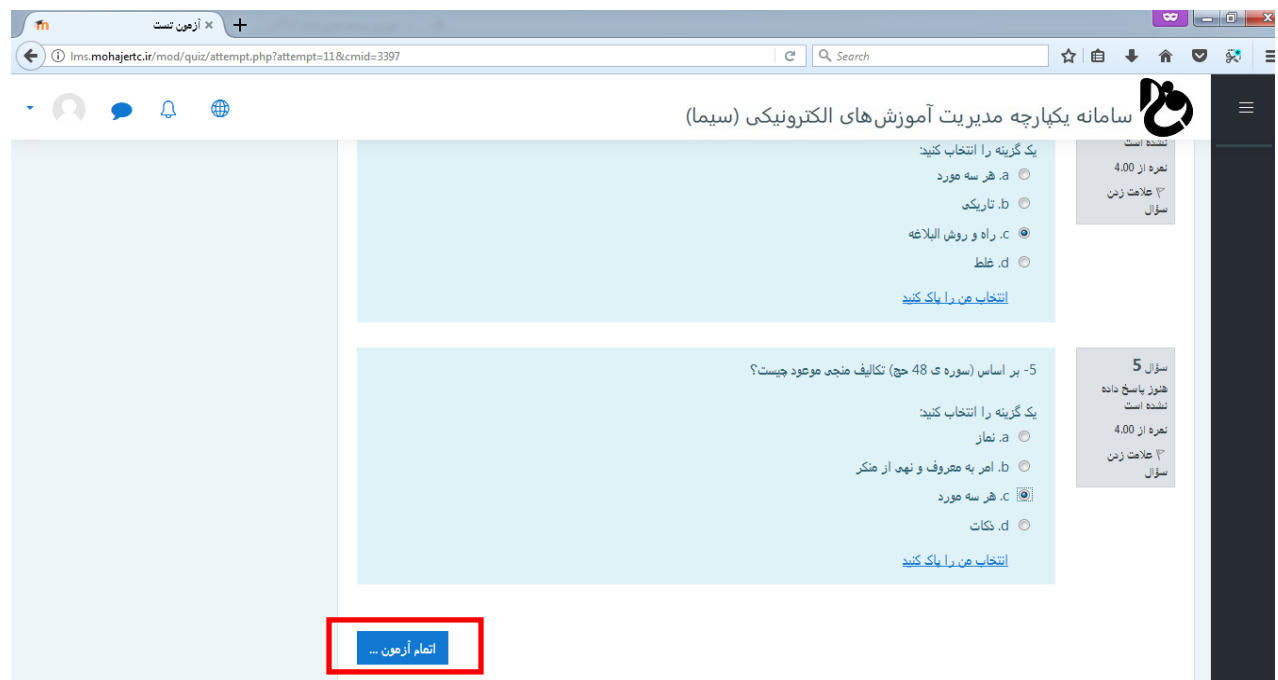 آزمون تست
lms.mohajertc.ir/mod/quiz/attempt.php?attempt=11&cmid=3397
Search
سامانه یکپارچه مدیریت آموزش‌های الکترونیکی (سیما)
نشده است
نمره از 4.00
علامت زدن
سؤال
یک گزینه را انتخاب کنید:
a. هر سه مورد
b. تاریکی
c. راه و روش البلاغه
d. غلط
انتخاب من را پاک کنید
سؤال 5
هنوز پاسخ داده
نشده است
نمره از 4.00
علامت زدن
سؤال
5- بر اساس (سوره ی 48 حج) تکالیف منجی موعود چیست؟
یک گزینه را انتخاب کنید:
a. نماز
b. امر به معروف و نهی از منکر
c. هر سه مورد
d. ذکات
انتخاب من را پاک کنید
اتمام آزمون ...